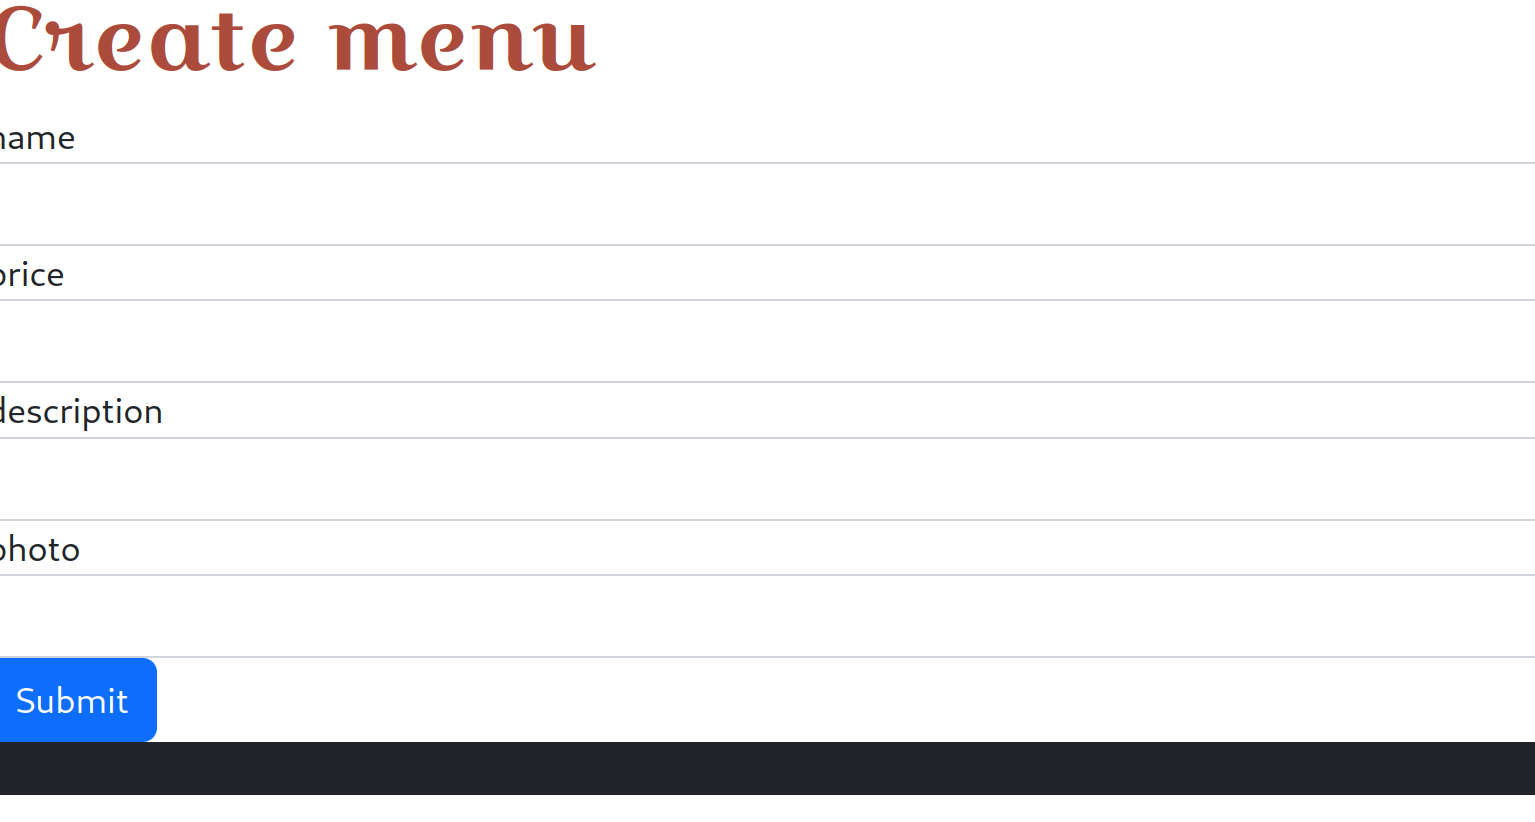 Create menu
name
price
description
photo
Submit